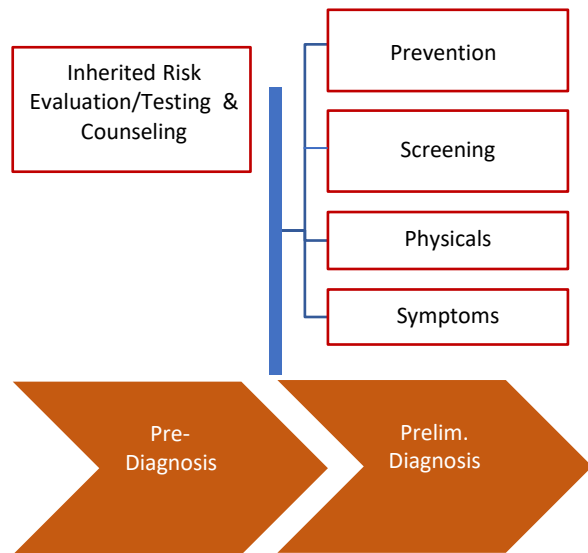 Inherited Risk
Evaluation/Testing &
Counseling
Prevention
Screening
Physicals
Symptoms
Pre-
Diagnosis
Prelim.
Diagnosis